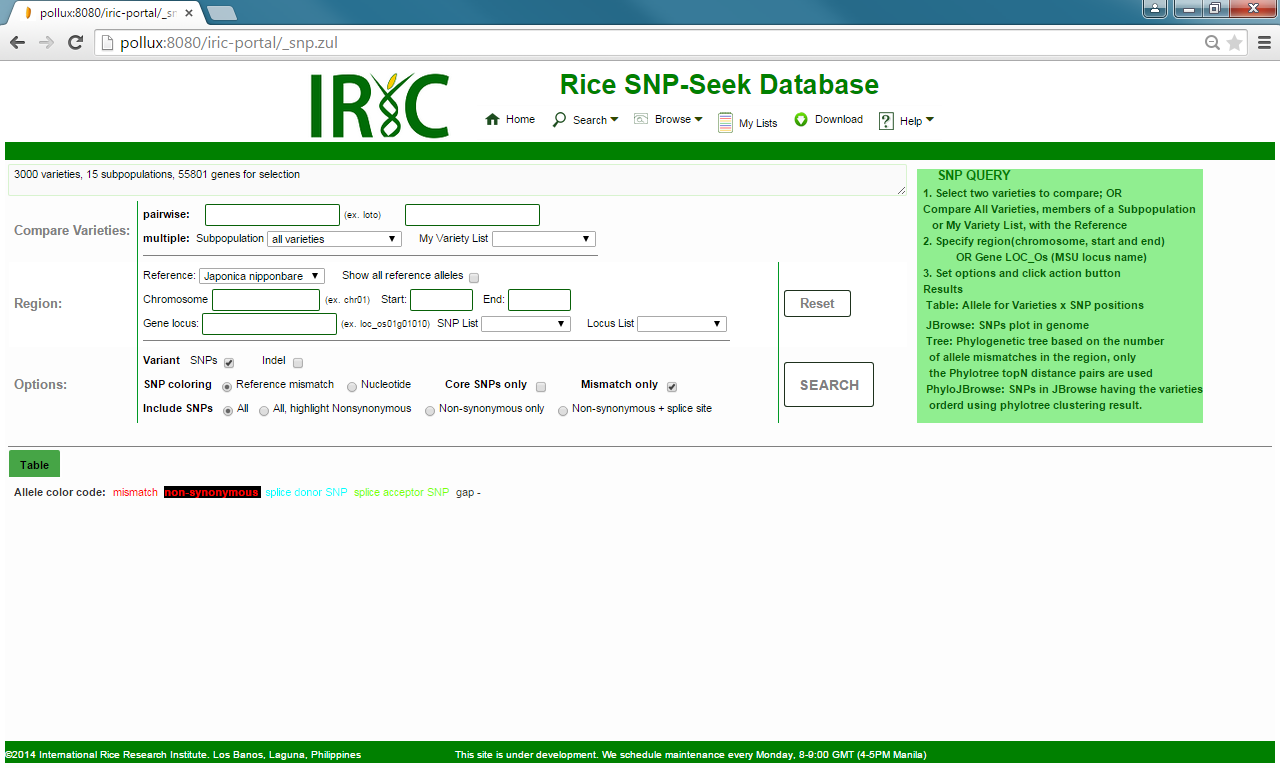 pollux:8080/iric-portal/_sn
pollux:8080/iric-portal/_snp.zul
IRIC
Rice SNP-Seek Database
Home Search Browse My Lists Download Help
3000 varieties, 15 subpopulations, 55801 genes for selection
Compare Varieties:
pairwise: (ex. loto)
multiple: Subpopulation all varieties My Variety List
Region:
Reference: Japonica nipponbare Show all reference alleles
Chromosome (ex. chr01) Start: End:
Gene locus: (ex. loc_os01g01010) SNP List Locus List
Reset
Options:
Variant SNPs Indel
SNP coloring Reference mismatch Nucleotide Core SNPs only Mismatch only
Include SNPs All All, highlight Nonsynonymous Non-synonymous only Non-synonymous + splice site
SEARCH
SNP QUERY
1. Select two varieties to compare; OR
Compare All Varieties, members of a Subpopulation
or My Variety List, with the Reference
2. Specify region(chromosome, start and end)
OR Gene LOC_Os (MSU locus name)
3. Set options and click action button
Results
Table: Allele for Varieties x SNP positions
JBrowse: SNPs plot in genome
Tree: Phylogenetic tree based on the number
of allele mismatches in the region, only
the Phylotree topN distance pairs are used
PhyloJBrowse: SNPs in JBrowse having the varieties
orderd using phylotree clustering result.
Table
Allele color code: mismatch non-synonymous splice donor SNP splice acceptor SNP gap -
©2014 International Rice Research Institute. Los Banos, Laguna, Philippines
This site is under development. We schedule maintenance every Monday, 8-9:00 GMT (4-5PM Manila)